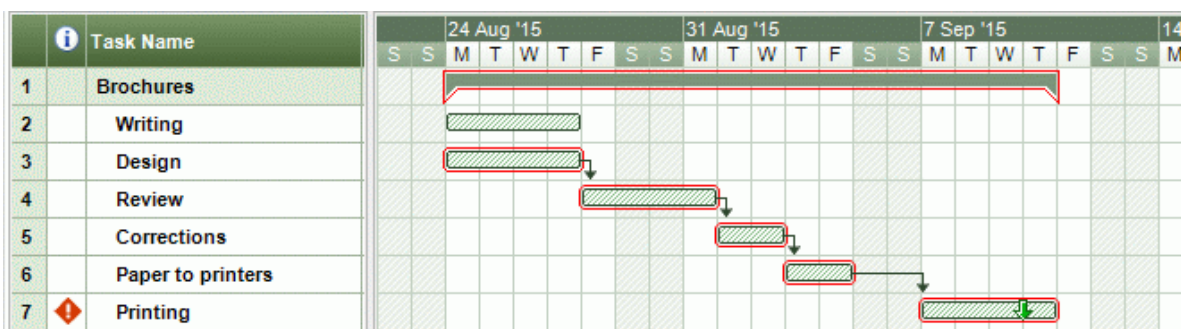 i Task Name 24 Aug '15 31 Aug '15 7 Sep '15 14
S S M T W T F S S M T W T F S S M T W T F S S M
1 Brochures
2 Writing
3 Design
4 Review
5 Corrections
6 Paper to printers
7 ! Printing